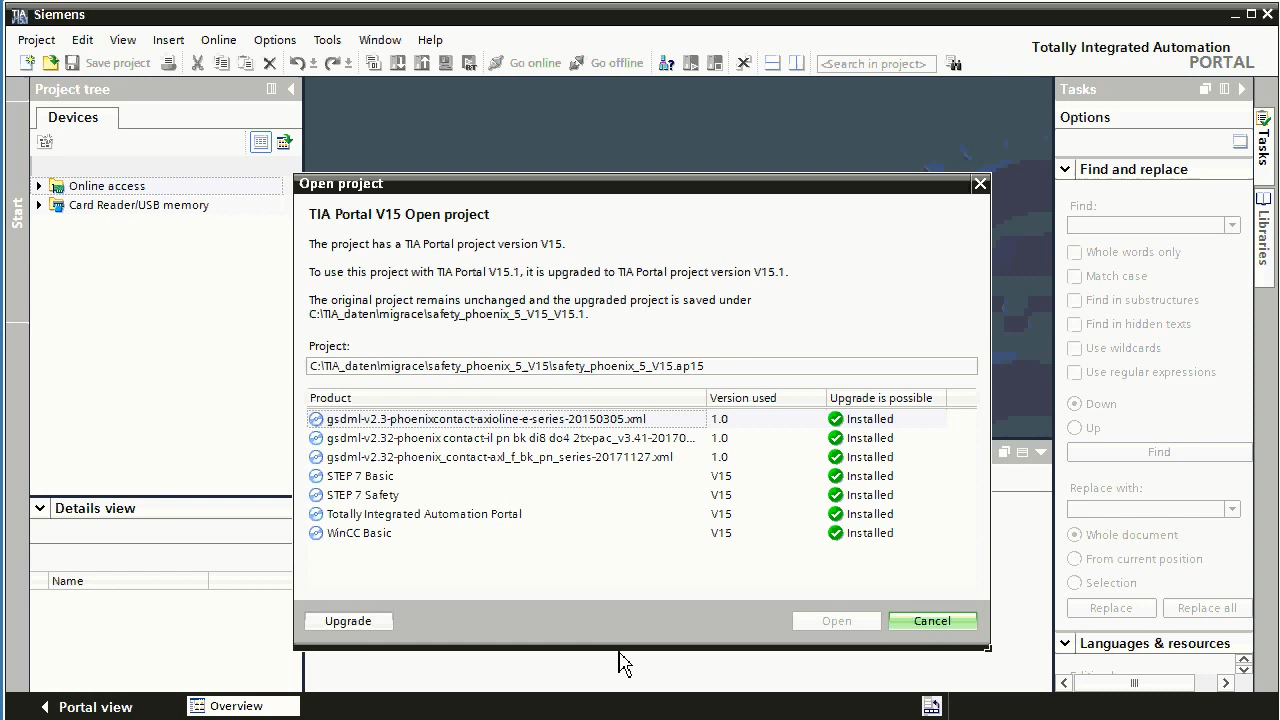 Siemens
Project Edit View Insert Online Options Tools Window Help
Save project Go online Go offline <Search in project>
Totally Integrated Automation
PORTAL
Project tree
Devices
Online access
Card Reader/USB memory
Start
Details view
Name
Open project
TIA Portal V15 Open project
The project has a TIA Portal project version V15.
To use this project with TIA Portal V15.1, it is upgraded to TIA Portal project version V15.1.
The original project remains unchanged and the upgraded project is saved under
C:\TIA_daten\migrace\safety_phoenix_5_V15_V15.1.
Project:
C:\TIA_daten\migrace\safety_phoenix_5_V15\safety_phoenix_5_V15.ap15
Product Version used Upgrade is possible
gsdml-v2.3-phoenixcontact-axioline-e-series-20150305.xml 1.0 Installed
gsdml-v2.32-phoenix contact-il pn bk di8 do4 2tx-pac_v3.41-20170... 1.0 Installed
gsdml-v2.32-phoenix_contact-axl_f_bk_pn_series-20171127.xml 1.0 Installed
STEP 7 Basic V15 Installed
STEP 7 Safety V15 Installed
Totally Integrated Automation Portal V15 Installed
WinCC Basic V15 Installed
Upgrade Open Cancel
Tasks
Options
Find and replace
Find:
Whole words only
Match case
Find in substructures
Find in hidden texts
Use wildcards
Use regular expressions
Down
Up
Find
Replace with:
Whole document
From current position
Selection
Replace Replace all
Languages & resources
Tasks
Libraries
Portal view Overview